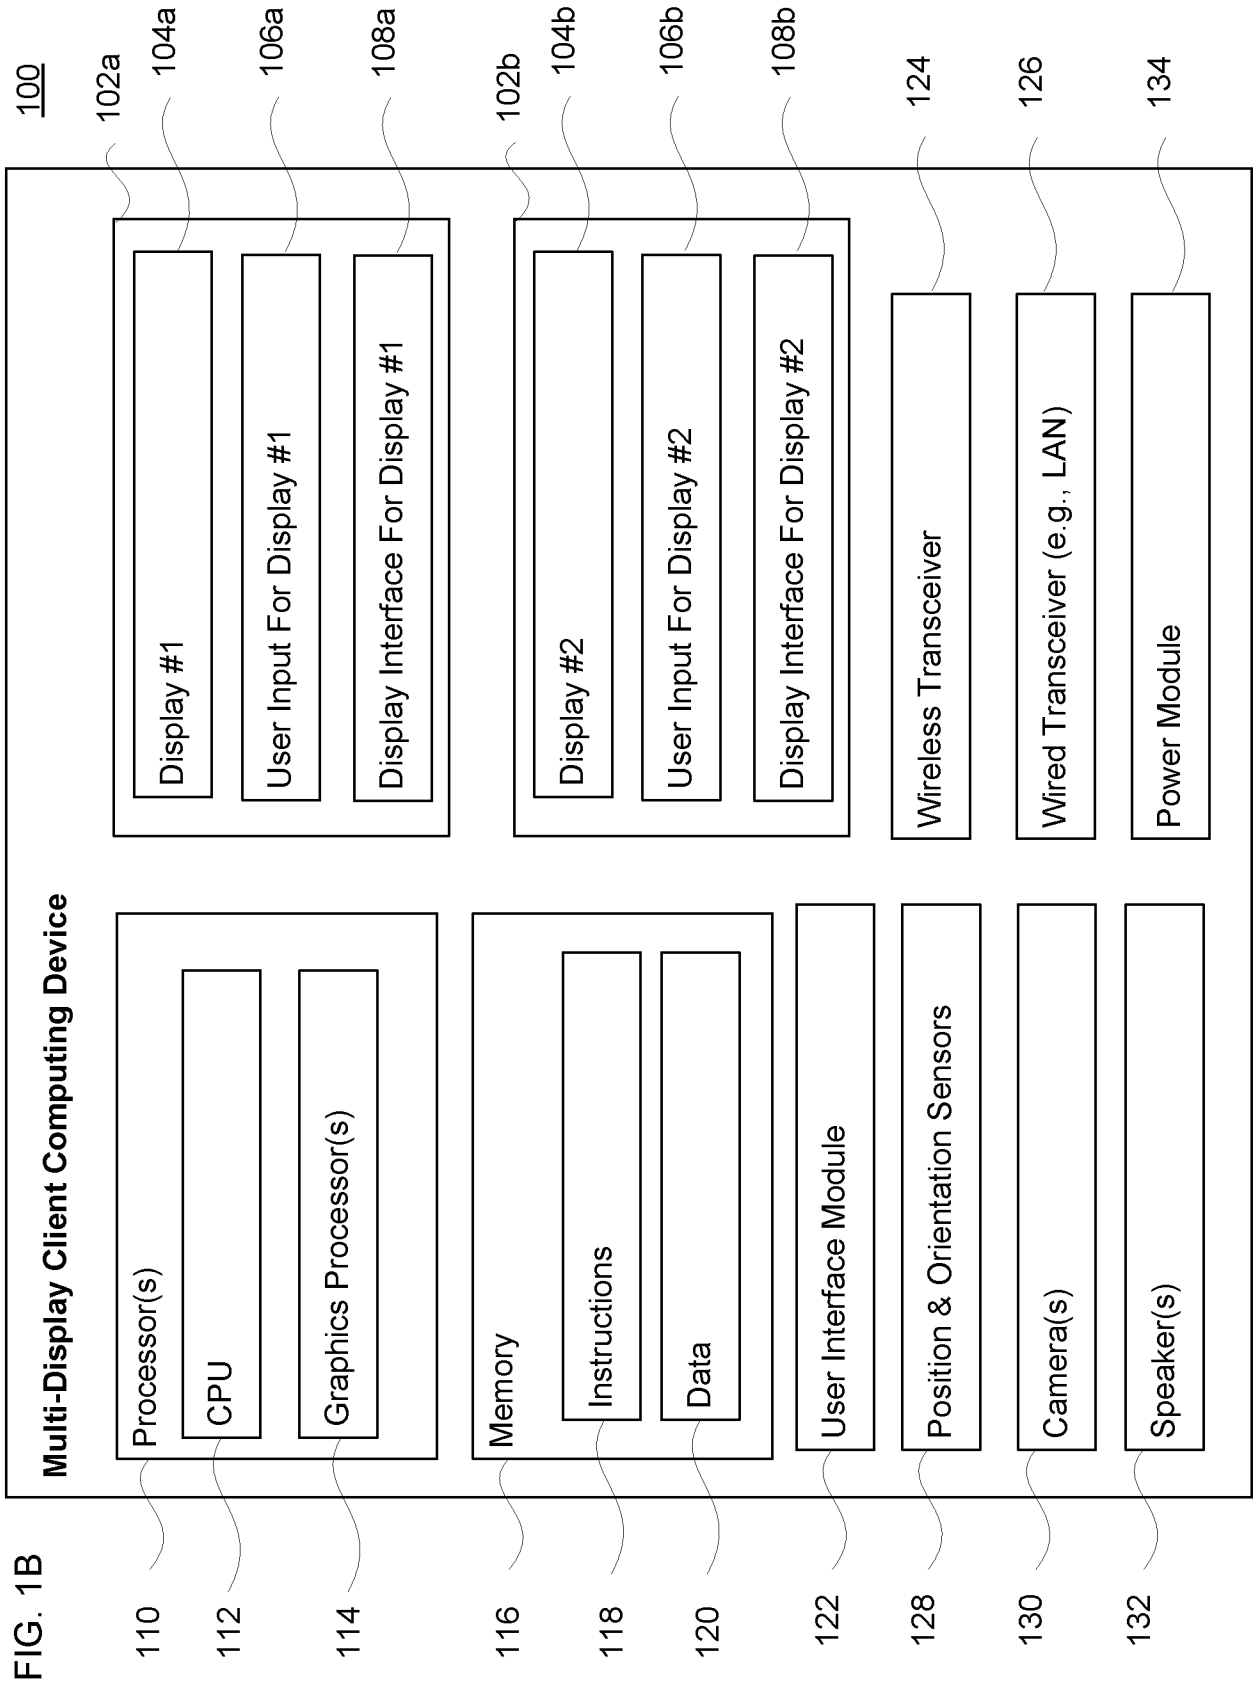 FIG. 1B
100
Multi-Display Client Computing Device
110
Processor(s)
112
CPU
114
Graphics Processor(s)
116
Memory
118
Instructions
120
Data
122
User Interface Module
128
Position & Orientation Sensors
130
Camera(s)
132
Speaker(s)
102a
Display #1
104a
User Input For Display #1
106a
Display Interface For Display #1
108a
102b
Display #2
104b
User Input For Display #2
106b
Display Interface For Display #2
108b
Wireless Transceiver
124
Wired Transceiver (e.g., LAN)
126
Power Module
134